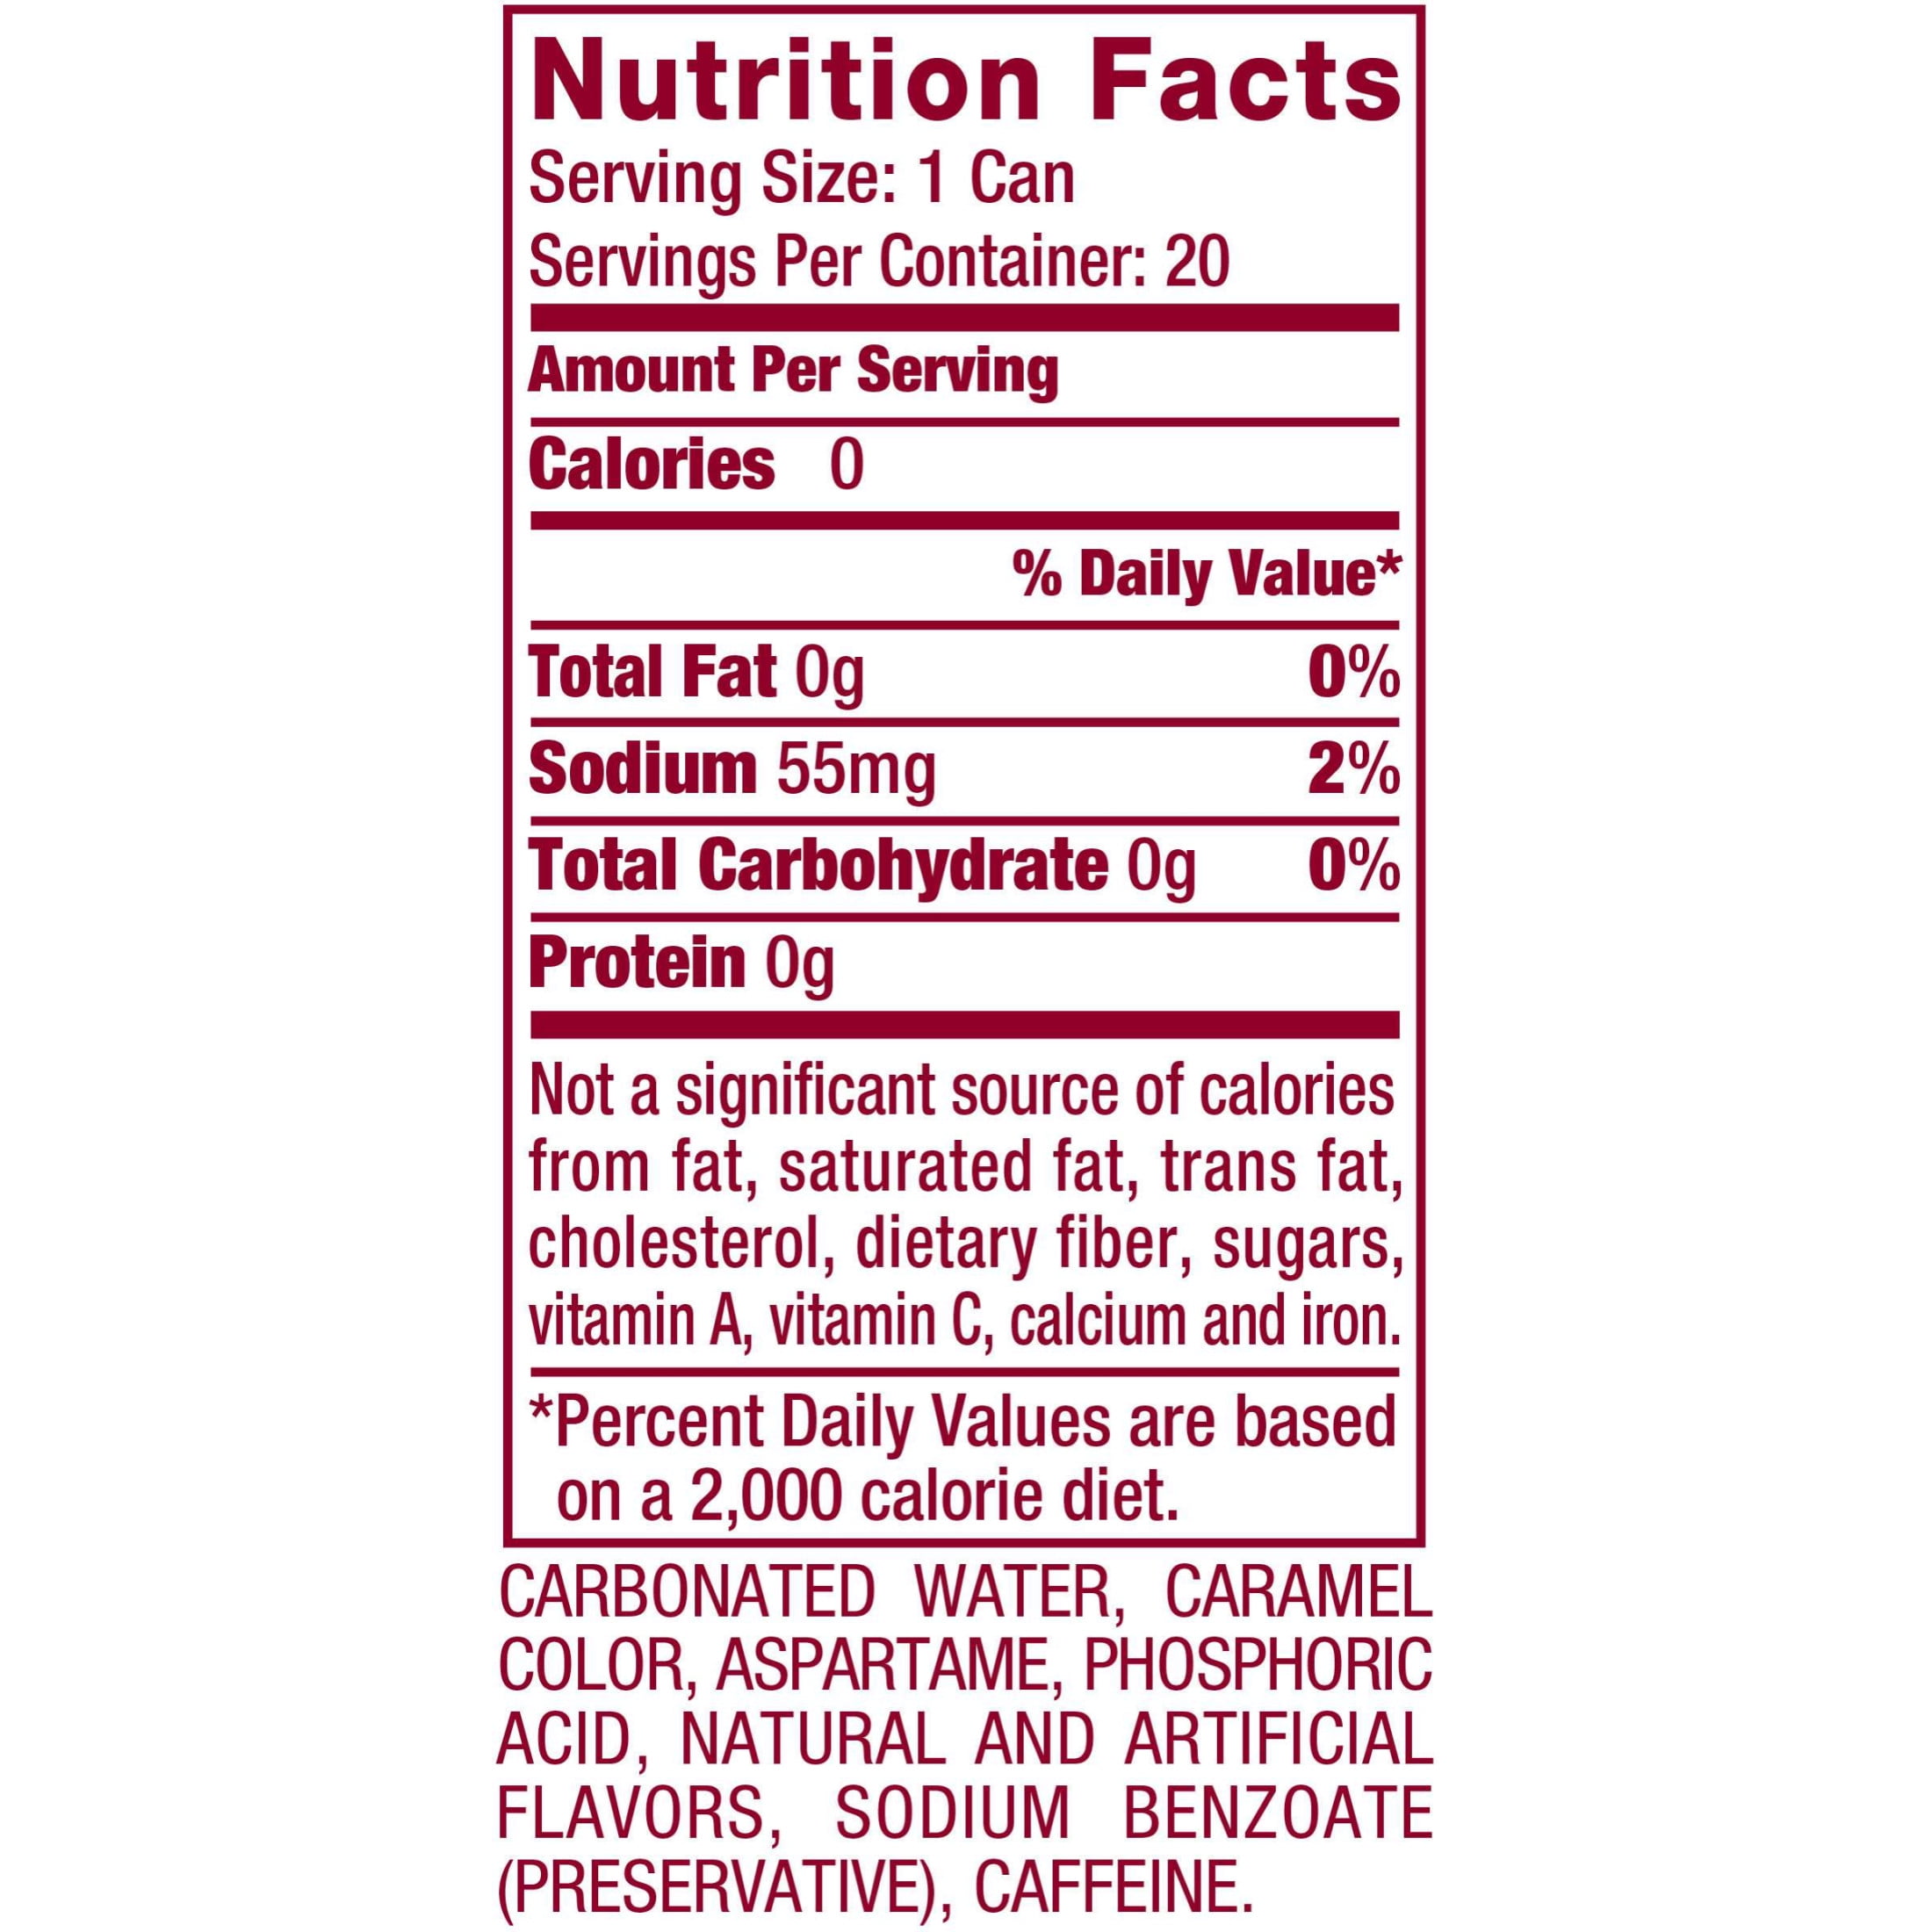 Nutrition Facts
Serving Size: 1 Can
Servings Per Container: 20
Amount Per Serving
Calories 0
% Daily Value*
Total Fat 0g 0%
Sodium 55mg 2%
Total Carbohydrate 0g 0%
Protein 0g
Not a significant source of calories
from fat, saturated fat, trans fat,
cholesterol, dietary fiber, sugars,
vitamin A, vitamin C, calcium and iron.
*Percent Daily Values are based
on a 2,000 calorie diet.
CARBONATED WATER, CARAMEL
COLOR, ASPARTAME, PHOSPHORIC
ACID, NATURAL AND ARTIFICIAL
FLAVORS, SODIUM BENZOATE
(PRESERVATIVE), CAFFEINE.